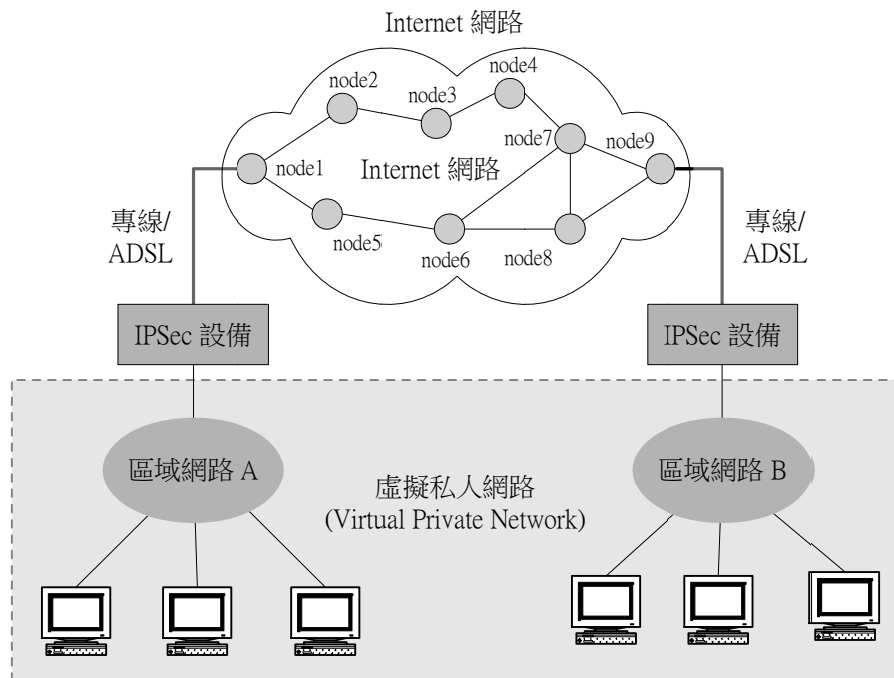 Internet 網路
node2
node4
node3
node7
node9
node1
Internet 網路
node5
node6
node8
專線/
ADSL
專線/
ADSL
IPSec 設備
IPSec 設備
區域網路 A
區域網路 B
虛擬私人網路
(Virtual Private Network)